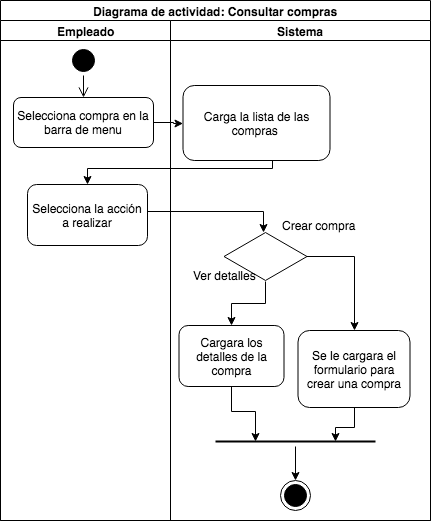 Diagrama de actividad: Consultar compras
Empleado
Sistema
Selecciona compra en la
barra de menu
Carga la lista de las
compras
Selecciona la acción
a realizar
Crear compra
Ver detalles
Cargara los
detalles de la
compra
Se le cargara el
formulario para
crear una compra